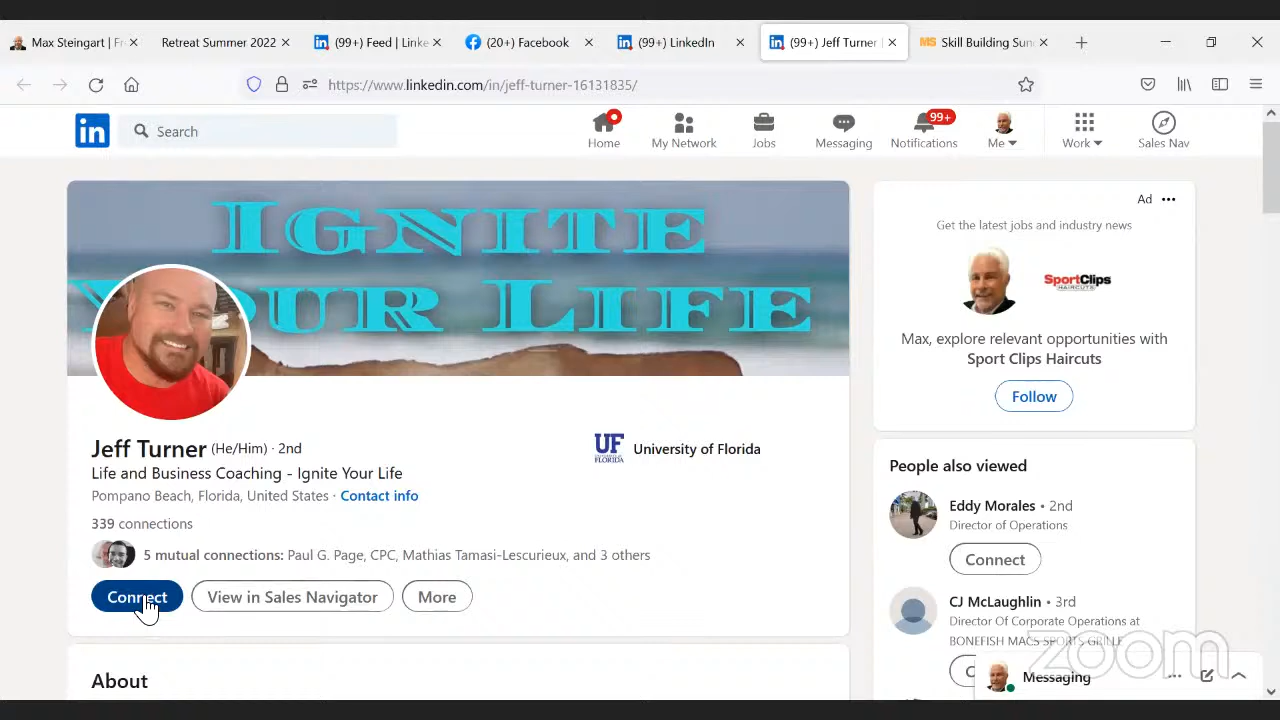 Max Steingart | Fr
Retreat Summer 2022
(99+) Feed | Linke
(20+) Facebook
(99+) LinkedIn
(99+) Jeff Turner |
MS Skill Building Sun
https://www.linkedin.com/in/jeff-turner-16131835/
in
Search
Home
My Network
Jobs
Messaging
99+
Notifications
Me
Work
Sales Nav
IGNITE
YOUR LIFE
Jeff Turner (He/Him) · 2nd
Life and Business Coaching - Ignite Your Life
Pompano Beach, Florida, United States · Contact info
339 connections
5 mutual connections: Paul G. Page, CPC, Mathias Tamasi-Lescurieux, and 3 others
Connect
View in Sales Navigator
More
UF
FLORIDA
University of Florida
About
Ad
Get the latest jobs and industry news
SportClips
HAIRCUTS
Max, explore relevant opportunities with
Sport Clips Haircuts
Follow
People also viewed
Eddy Morales • 2nd
Director of Operations
Connect
CJ McLaughlin • 3rd
Director Of Corporate Operations at
BONEFISH MACS SPORTS GRILLE
C
Messaging
zoom